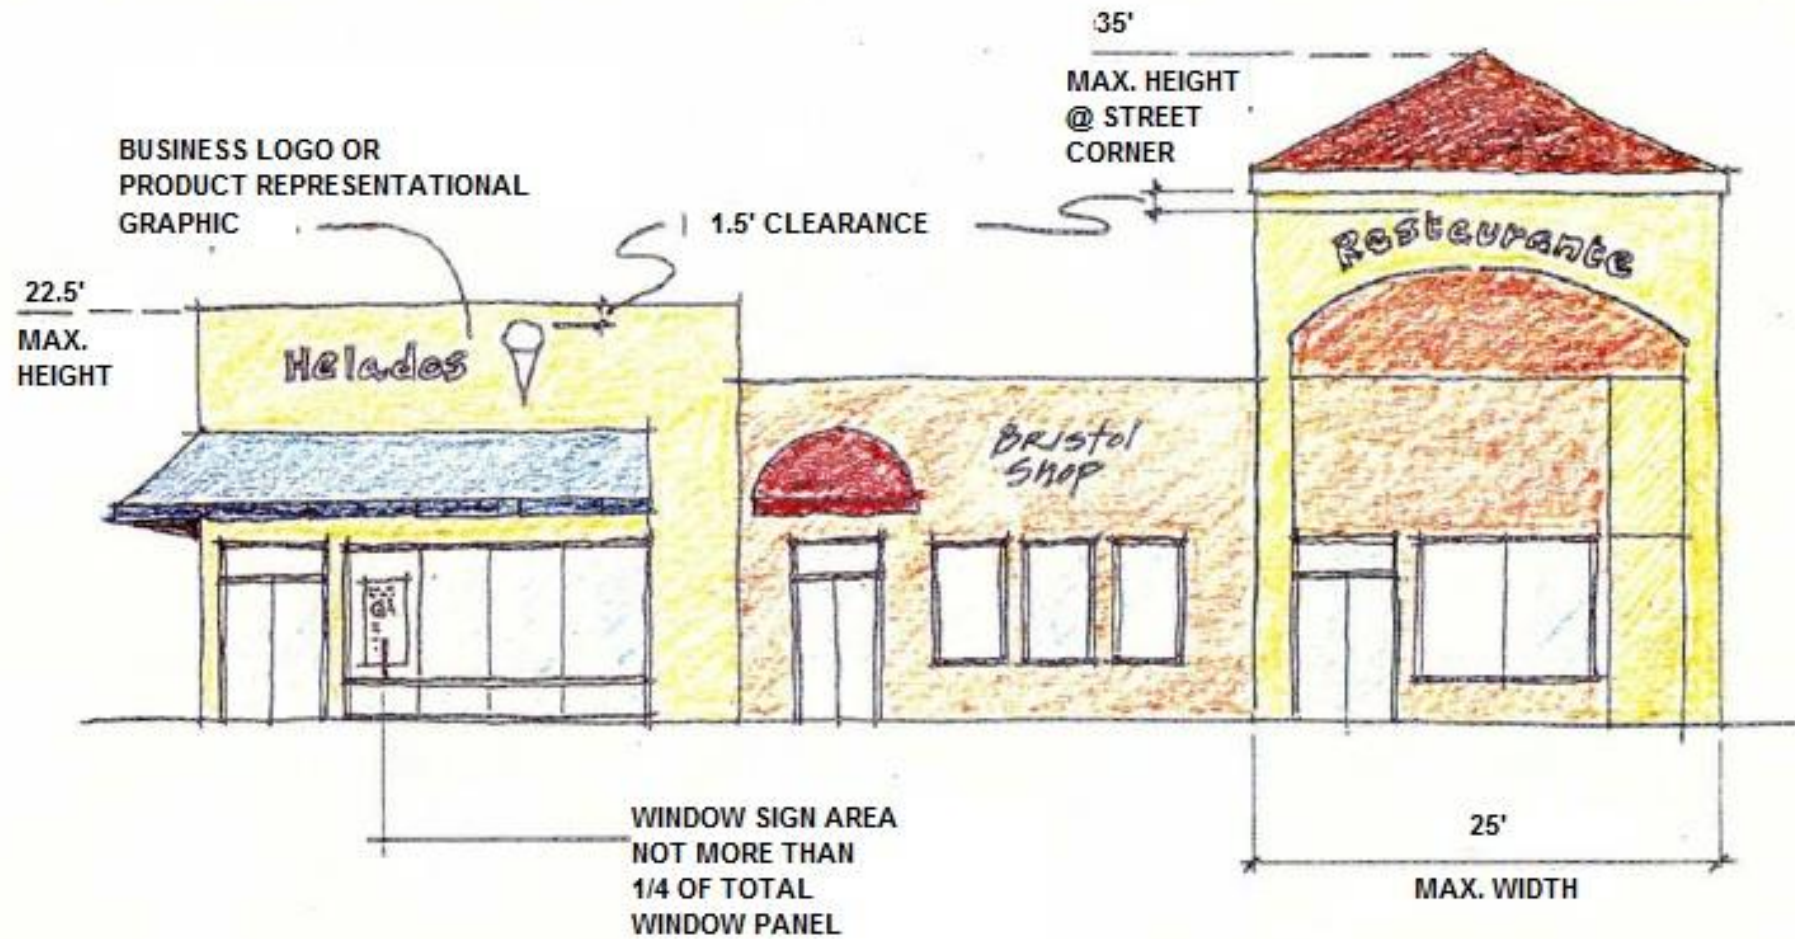 35'
MAX. HEIGHT
@ STREET
CORNER
BUSINESS LOGO OR
PRODUCT REPRESENTATIONAL
GRAPHIC
1.5' CLEARANCE
Restaurante
22.5'
MAX.
HEIGHT
Helados
Bristol
Shop
WINDOW SIGN AREA
NOT MORE THAN
1/4 OF TOTAL
WINDOW PANEL
25'
MAX. WIDTH